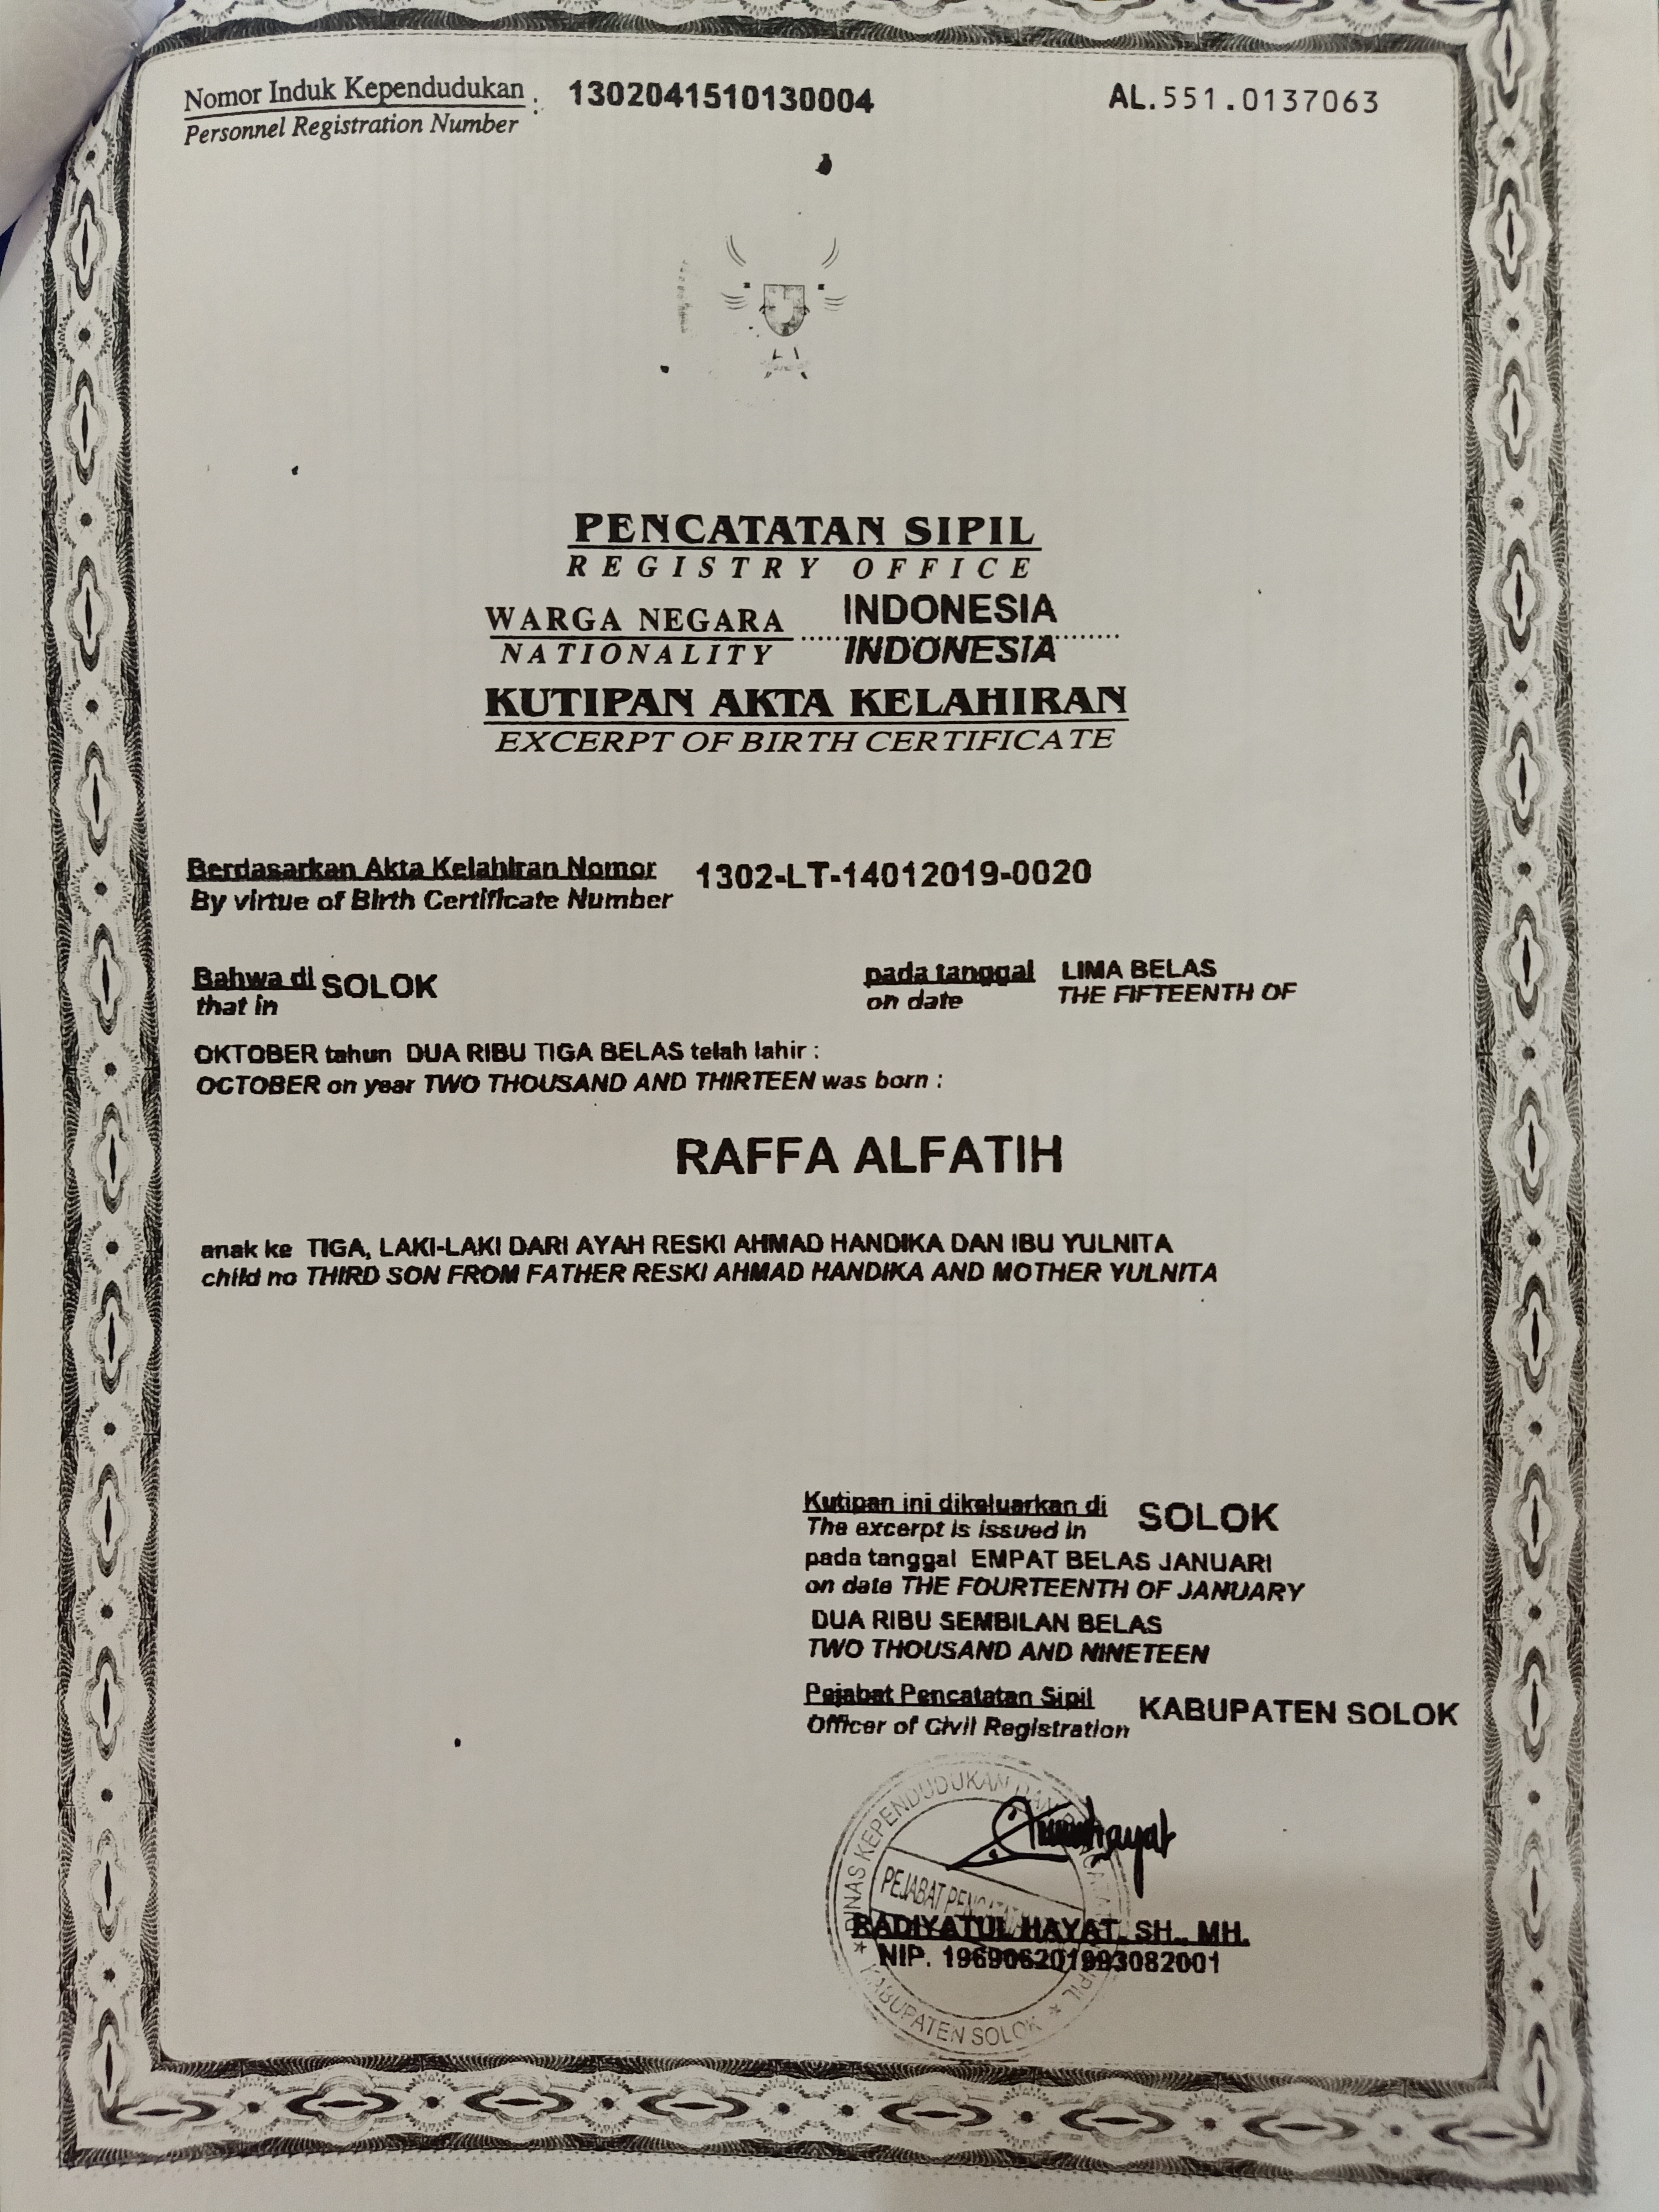 Nomor Induk Kependudukan : 1302041510130004 AL.551.0137063
Personnel Registration Number
PENCATATAN SIPIL
REGISTRY OFFICE
WARGA NEGARA INDONESIA
NATIONALITY INDONESIA
KUTIPAN AKTA KELAHIRAN
EXCERPT OF BIRTH CERTIFICATE
Berdasarkan Akta Kelahiran Nomor 1302-LT-14012019-0020
By virtue of Birth Certificate Number
Bahwa di SOLOK pada tanggal LIMA BELAS
that in on date THE FIFTEENTH OF
OKTOBER tahun DUA RIBU TIGA BELAS telah lahir :
OCTOBER on year TWO THOUSAND AND THIRTEEN was born :
RAFFA ALFATIH
anak ke TIGA, LAKI-LAKI DARI AYAH RESKI AHMAD HANDIKA DAN IBU YULNITA
child no THIRD SON FROM FATHER RESKI AHMAD HANDIKA AND MOTHER YULNITA
Kutipan ini dikeluarkan di SOLOK
The excerpt is issued in
pada tanggal EMPAT BELAS JANUARI
on date THE FOURTEENTH OF JANUARY
DUA RIBU SEMBILAN BELAS
TWO THOUSAND AND NINETEEN
Pejabat Pencatatan Sipil KABUPATEN SOLOK
Officer of Civil Registration
DINAS KEPENDUDUKAN DAN
PEJABAT
KABUPATEN SOLOK
RADIYATUL HAYAT, SH., MH.
NIP. 196906201993082001